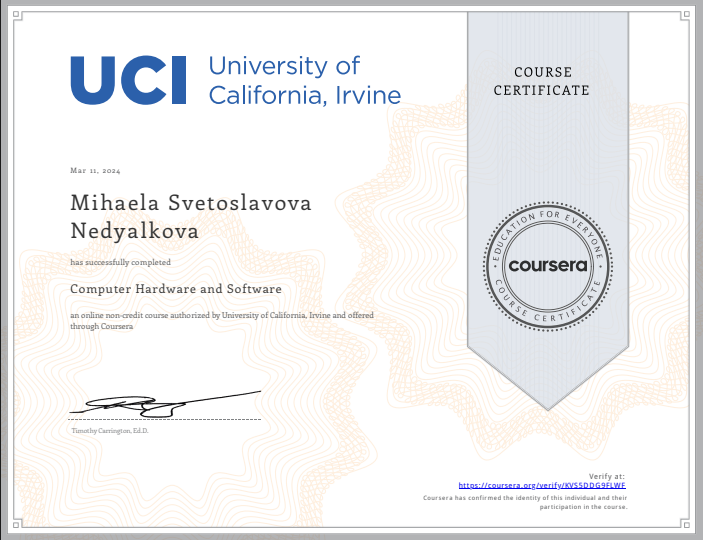 UCI University of
California, Irvine
COURSE
CERTIFICATE
Mar 11, 2024
Mihaela Svetoslavova
Nedyalkova
has successfully completed
Computer Hardware and Software
an online non-credit course authorized by University of California, Irvine and offered
through Coursera
EDUCATION FOR EVERYONE
coursera
COURSE CERTIFICATE
Timothy Carrington, Ed.D.
Verify at:
https://coursera.org/verify/KVS5DDG9FLWF
Coursera has confirmed the identity of this individual and their
participation in the course.